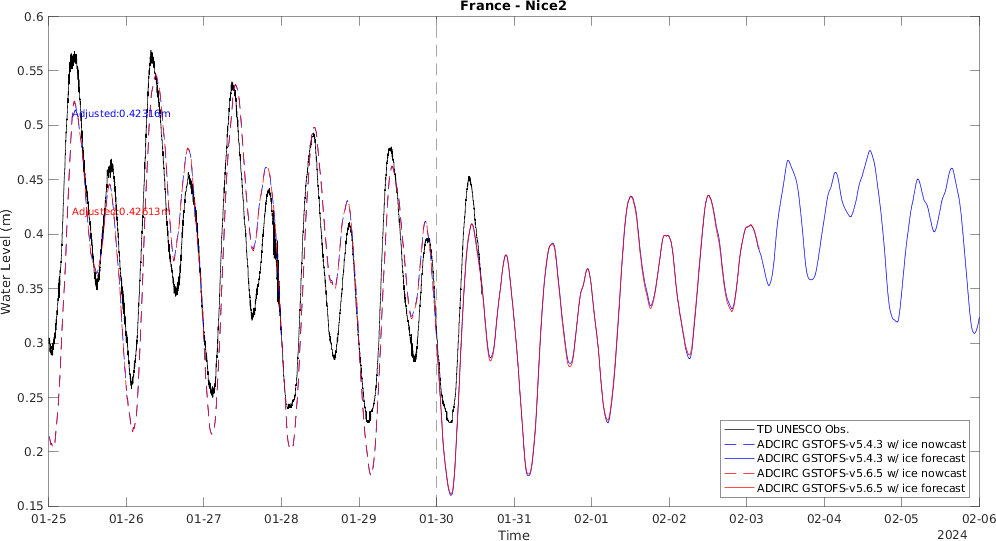 France - Nice2
0.6
0.55
0.5
0.45
0.4
0.35
0.3
0.25
0.2
0.15
Water Level (m)
Adjusted:0.42316m
Adjusted:0.42613m
TD UNESCO Obs.
ADCIRC GSTOFS-v5.4.3 w/ ice nowcast
ADCIRC GSTOFS-v5.4.3 w/ ice forecast
ADCIRC GSTOFS-v5.6.5 w/ ice nowcast
ADCIRC GSTOFS-v5.6.5 w/ ice forecast
01-25 01-26 01-27 01-28 01-29 01-30 01-31 02-01 02-02 02-03 02-04 02-05 02-06
Time
2024